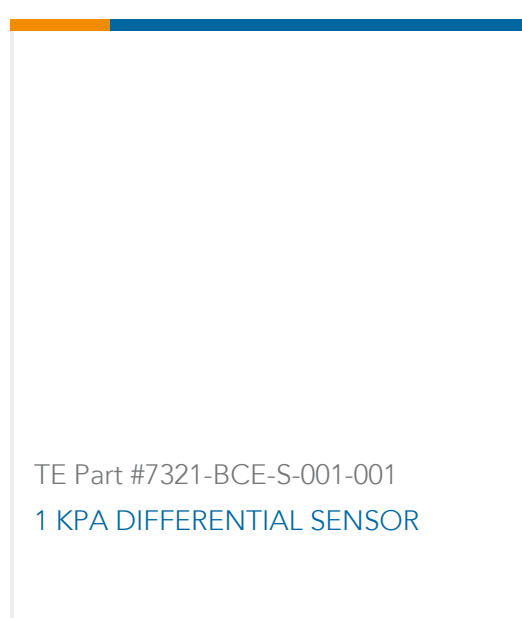 TE Part #7321-BCE-S-001-001
1 KPA DIFFERENTIAL SENSOR